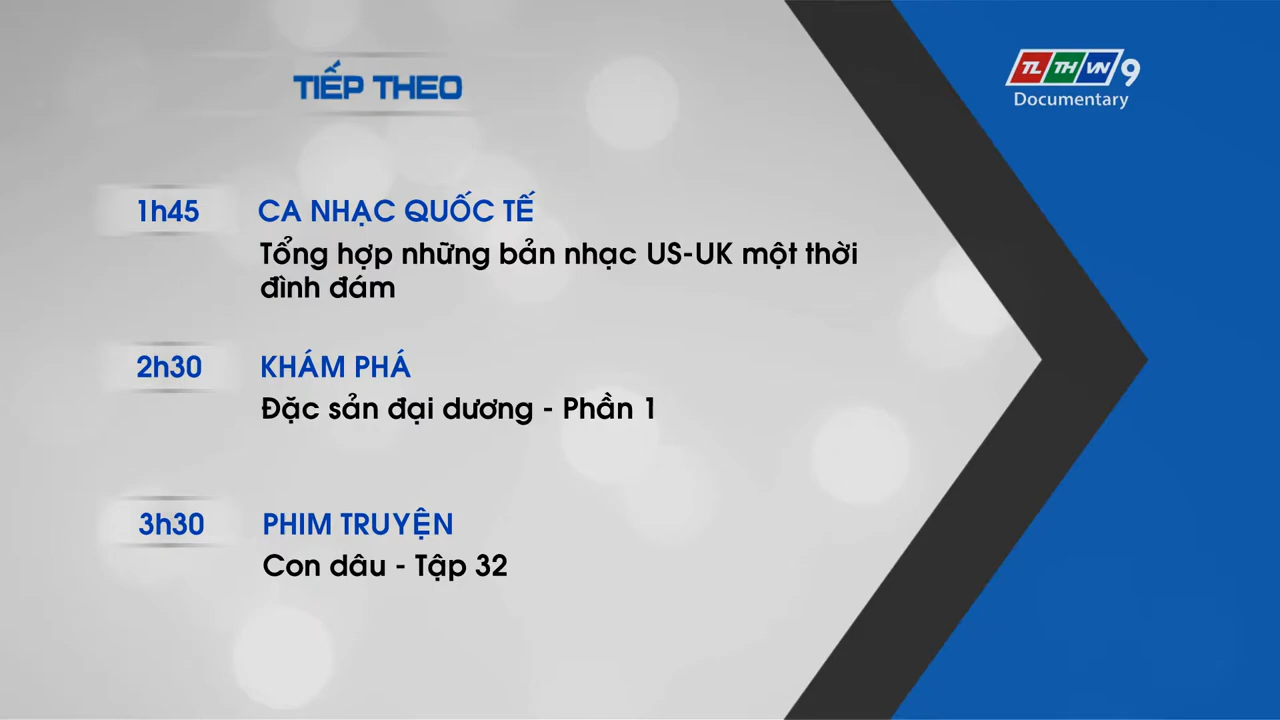 TIẾP THEO
TL TH VN 9
Documentary
1h45 CA NHẠC QUỐC TẾ
Tổng hợp những bản nhạc US-UK một thời
đình đám
2h30 KHÁM PHÁ
Đặc sản đại dương - Phần 1
3h30 PHIM TRUYỆN
Con dâu - Tập 32